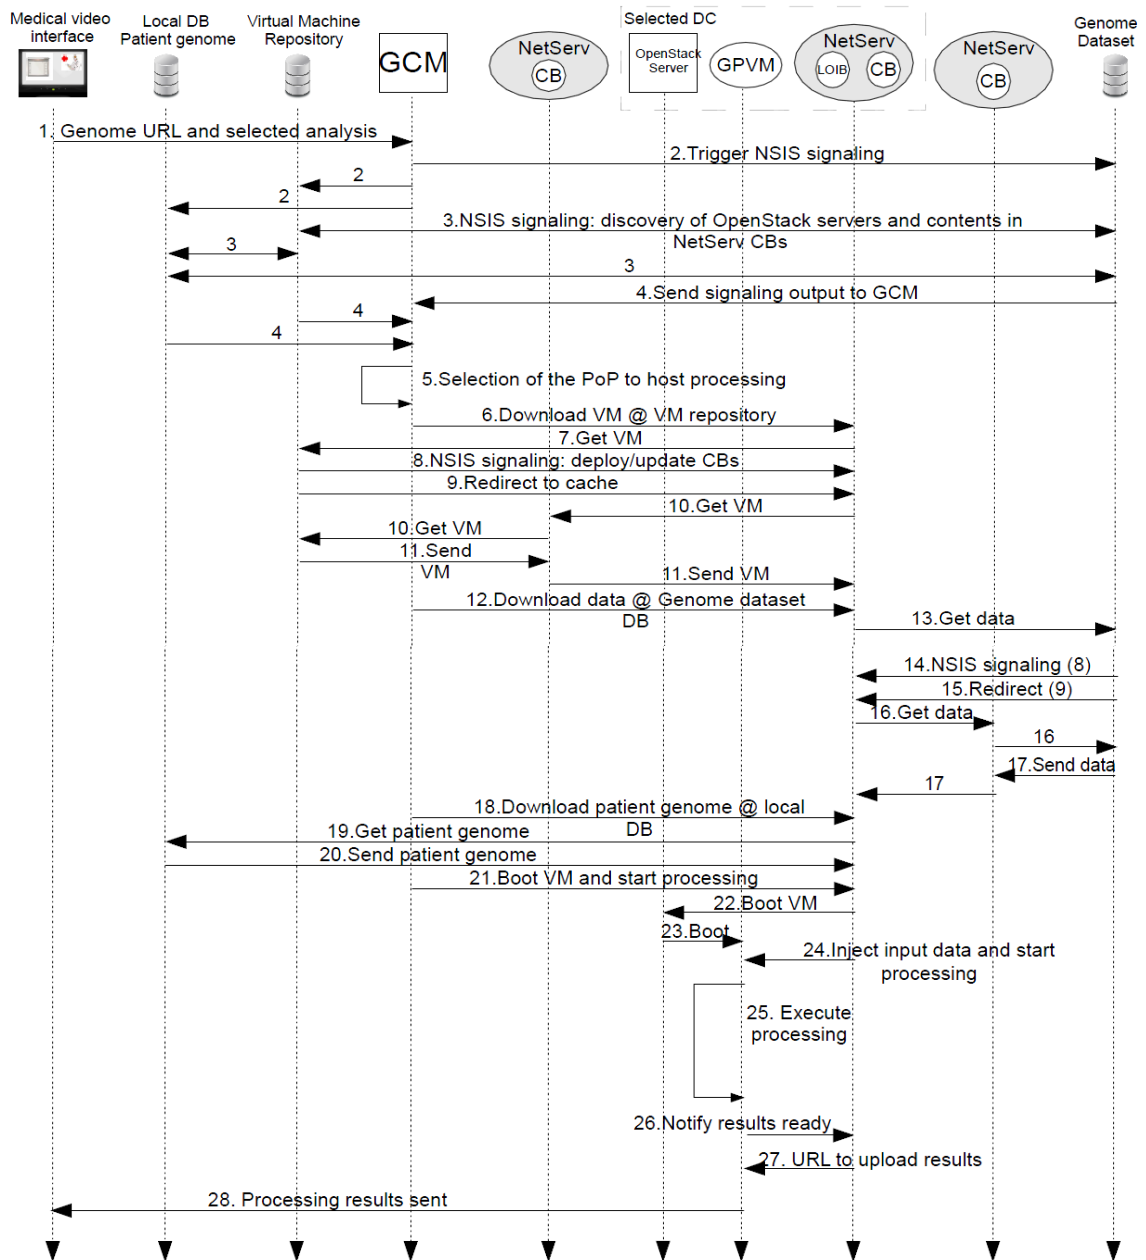 Medical video
interface
Local DB
Patient genome
Virtual Machine
Repository
GCM
NetServ
CB
Selected DC
OpenStack
Server
GPVM
NetServ
LOIB
CB
NetServ
CB
Genome
Dataset
1. Genome URL and selected analysis
2.Trigger NSIS signaling
2
2
3.NSIS signaling: discovery of OpenStack servers and contents in
NetServ CBs
3
3
4.Send signaling output to GCM
4
4
5.Selection of the PoP to host processing
6.Download VM @ VM repository
7.Get VM
8.NSIS signaling: deploy/update CBs
9.Redirect to cache
10.Get VM
10.Get VM
11.Send
VM
11.Send VM
12.Download data @ Genome dataset
DB
13.Get data
14.NSIS signaling (8)
15.Redirect (9)
16.Get data
16
17.Send data
17
18.Download patient genome @ local
DB
19.Get patient genome
20.Send patient genome
21.Boot VM and start processing
22.Boot VM
23.Boot
24.Inject input data and start
processing
25. Execute
processing
26.Notify results ready
27. URL to upload results
28. Processing results sent